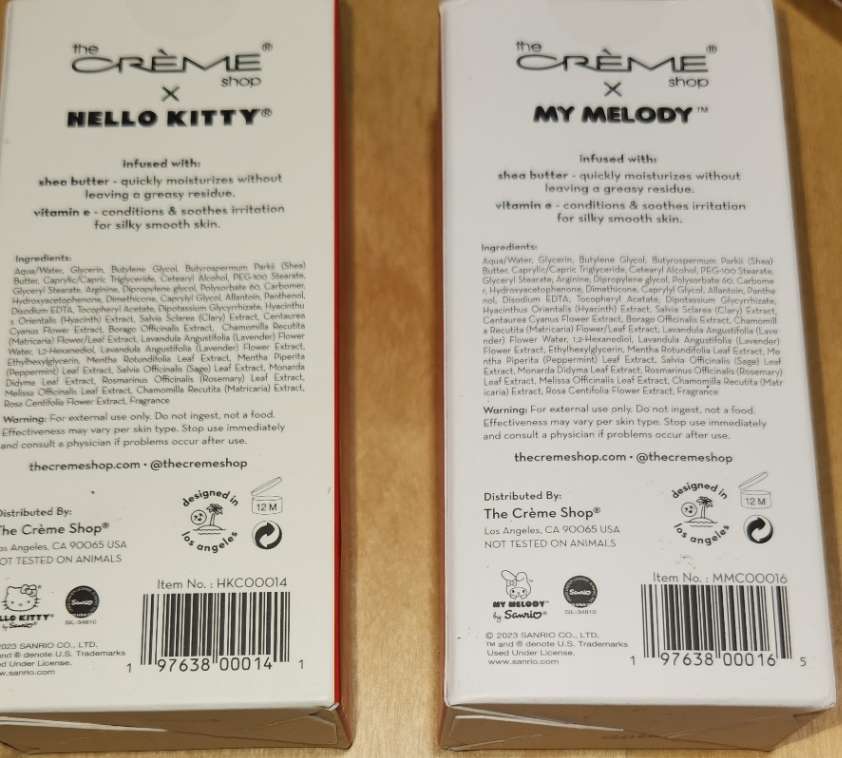 the
CRÈME®
shop
X
HELLO KITTY®
infused with:
shea butter - quickly moisturizes without
leaving a greasy residue.
vitamin e - conditions & soothes irritation
for silky smooth skin.
Ingredients:
Aqua/Water, Glycerin, Butylene Glycol, Butyrospermum Parkii (Shea)
Butter, Caprylic/Capric Triglyceride, Cetearyl Alcohol, PEG-100 Stearate,
Glyceryl Stearate, Arginine, Dipropylene glycol, Polysorbate 60, Carbomer,
Hydroxyacetophenone, Dimethicone, Caprylyl Glycol, Allantoin, Panthenol,
Disodium EDTA, Tocopheryl Acetate, Dipotassium Glycyrrhizate, Hyacinthu
s Orientalis (Hyacinth) Extract, Salvia Sclarea (Clary) Extract, Centaurea
Cyanus Flower Extract, Borago Officinalis Extract, Chamomilla Recutita
(Matricaria) Flower/Leaf Extract, Lavandula Angustifolia (Lavender) Flower
Water, 1,2-Hexanediol, Lavandula Angustifolia (Lavender) Flower Extract,
Ethylhexylglycerin, Mentha Rotundifolia Leaf Extract, Mentha Piperita
(Peppermint) Leaf Extract, Salvia Officinalis (Sage) Leaf Extract, Monarda
Didyma Leaf Extract, Rosmarinus Officinalis (Rosemary) Leaf Extract,
Melissa Officinalis Leaf Extract, Chamomilla Recutita (Matricaria) Extract,
Rosa Centifolia Flower Extract, Fragrance
Warning: For external use only. Do not ingest, not a food.
Effectiveness may vary per skin type. Stop use immediately
and consult a physician if problems occur after use.
thecremeshop.com • @thecremeshop
Distributed By:
The Crème Shop®
os Angeles, CA 90065 USA
OT TESTED ON ANIMALS
designed in
los angeles
12 M
LLO KITTY®
by Sanrio®
Sanrio
SIL-34810
2023 SANRIO CO., LTD.
and ® denote U.S. Trademarks
ed Under License.
w.sanrio.com
Item No.: HKC00014
1 97638 00014 1
the
CRÈME®
shop
X
MY MELODY™
infused with:
shea butter - quickly moisturizes without
leaving a greasy residue.
vitamin e - conditions & soothes irritation
for silky smooth skin.
Ingredients:
Aqua/Water, Glycerin, Butylene Glycol, Butyrospermum Parkii (Shea)
Butter, Caprylic/Capric Triglyceride, Cetearyl Alcohol, PEG-100 Stearate,
Glyceryl Stearate, Arginine, Dipropylene glycol, Polysorbate 60, Carbome
r, Hydroxyacetophenone, Dimethicone, Caprylyl Glycol, Allantoin, Panthe
nol, Disodium EDTA, Tocopheryl Acetate, Dipotassium Glycyrrhizate,
Hyacinthus Orientalis (Hyacinth) Extract, Salvia Sclarea (Clary) Extract,
Centaurea Cyanus Flower Extract, Borago Officinalis Extract, Chamomill
a Recutita (Matricaria) Flower/Leaf Extract, Lavandula Angustifolia (Lave
nder) Flower Water, 1,2-Hexanediol, Lavandula Angustifolia (Lavender)
Flower Extract, Ethylhexylglycerin, Mentha Rotundifolia Leaf Extract, Me
ntha Piperita (Peppermint) Leaf Extract, Salvia Officinalis (Sage) Leaf
Extract, Monarda Didyma Leaf Extract, Rosmarinus Officinalis (Rosemary)
Leaf Extract, Melissa Officinalis Leaf Extract, Chamomilla Recutita (Matr
icaria) Extract, Rosa Centifolia Flower Extract, Fragrance
Warning: For external use only. Do not ingest, not a food.
Effectiveness may vary per skin type. Stop use immediately
and consult a physician if problems occur after use.
thecremeshop.com • @thecremeshop
Distributed By:
The Crème Shop®
Los Angeles, CA 90065 USA
NOT TESTED ON ANIMALS
designed in
los angeles
12 M
MY MELODY™
by Sanrio®
Sanrio
SIL-34810
© 2023 SANRIO CO., LTD.
™ and ® denote U.S. Trademarks
Used Under License.
www.sanrio.com
Item No.: MMC00016
1 97638 00016 5